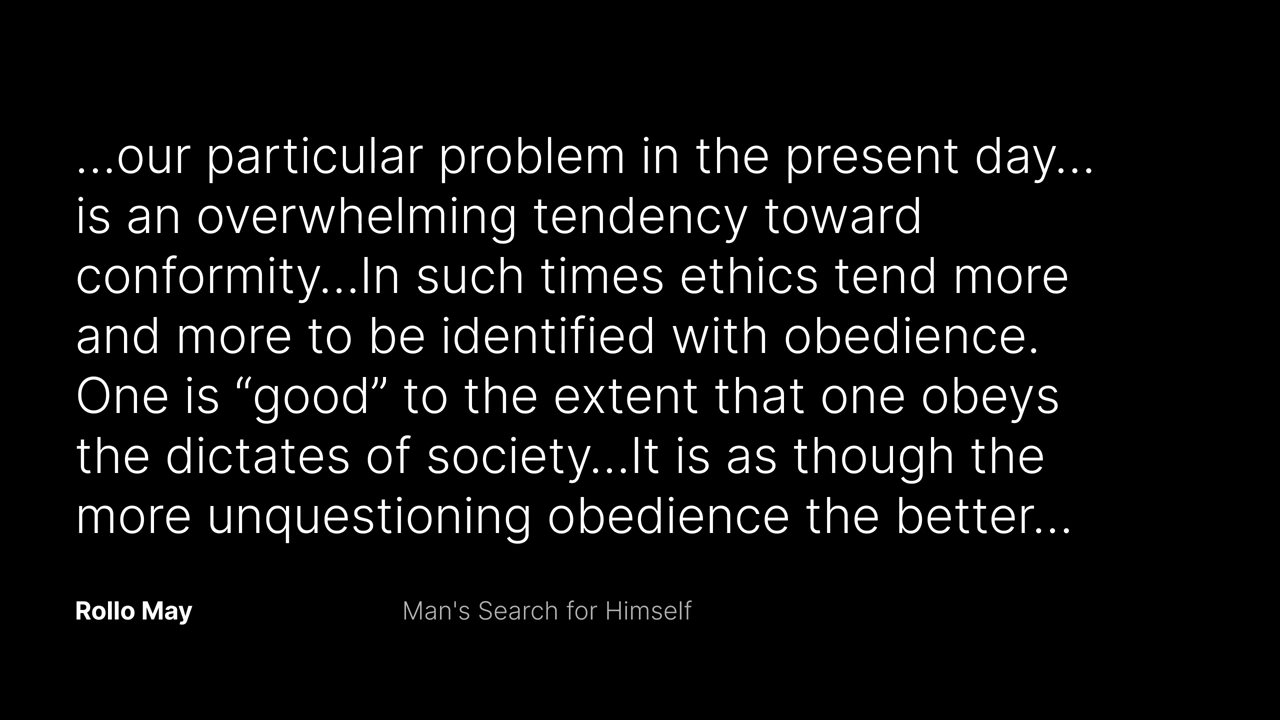 ...our particular problem in the present day...
is an overwhelming tendency toward
conformity...In such times ethics tend more
and more to be identified with obedience.
One is “good” to the extent that one obeys
the dictates of society...It is as though the
more unquestioning obedience the better...
Rollo May
Man's Search for Himself